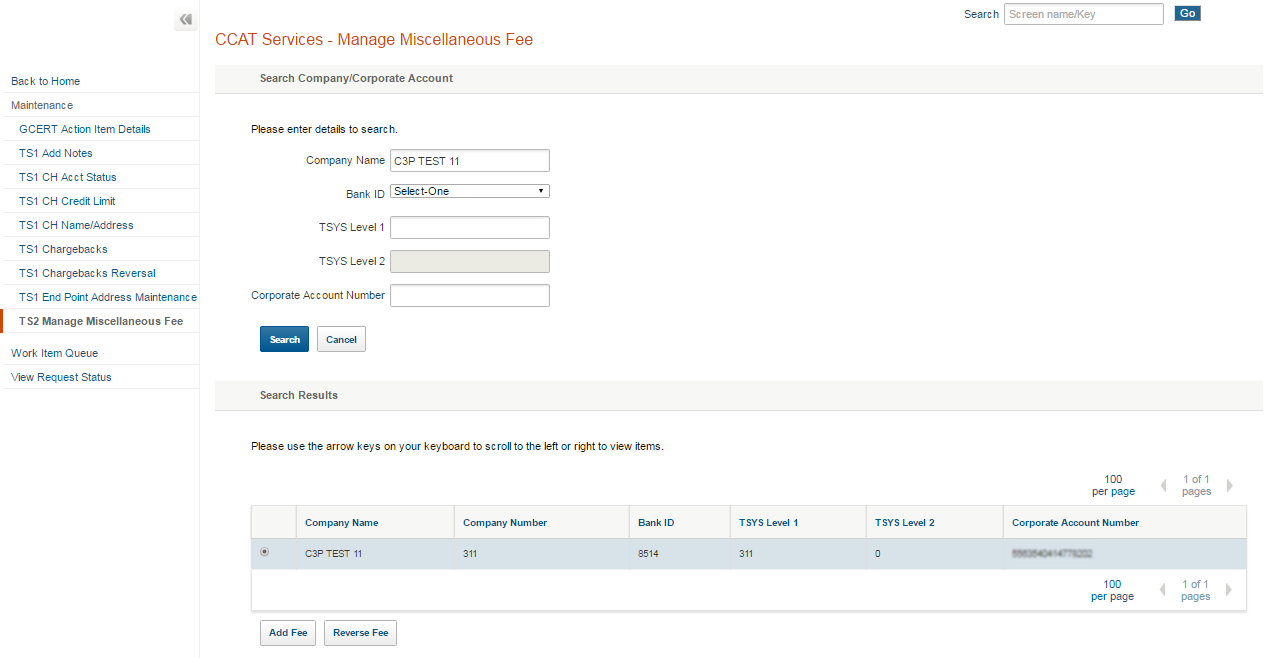 Search Screen name/Key Go
CCAT Services - Manage Miscellaneous Fee
Back to Home
Maintenance
GCERT Action Item Details
TS1 Add Notes
TS1 CH Acct Status
TS1 CH Credit Limit
TS1 CH Name/Address
TS1 Chargebacks
TS1 Chargebacks Reversal
TS1 End Point Address Maintenance
TS2 Manage Miscellaneous Fee
Work Item Queue
View Request Status
Search Company/Corporate Account
Please enter details to search.
Company Name C3P TEST 11
Bank ID Select-One
TSYS Level 1
TSYS Level 2
Corporate Account Number
Search Cancel
Search Results
Please use the arrow keys on your keyboard to scroll to the left or right to view items.
100 1 of 1
per page pages
Company Name Company Number Bank ID TSYS Level 1 TSYS Level 2 Corporate Account Number
C3P TEST 11 311 8514 311 0
100 1 of 1
per page pages
Add Fee Reverse Fee